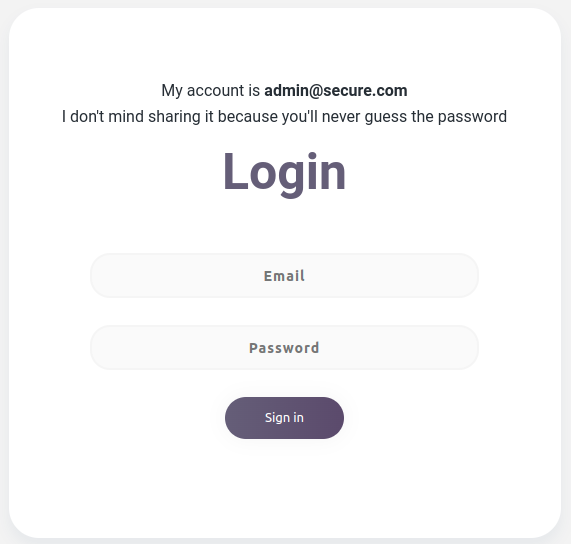 My account is admin@secure.com
I don't mind sharing it because you'll never guess the password
Login
Email
Password
Sign in